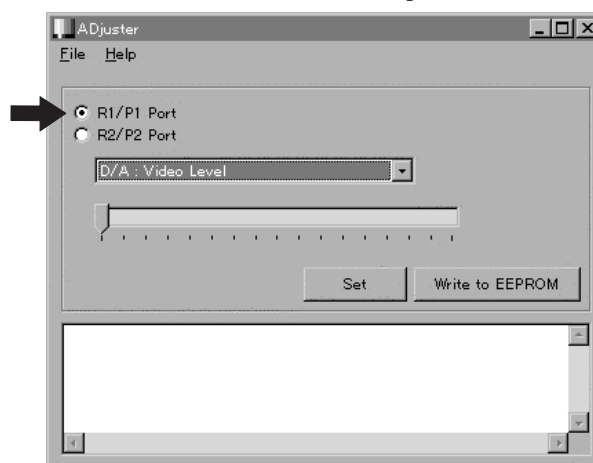 ADjuster
File Help
R1/P1 Port
R2/P2 Port
D/A : Video Level
Set Write to EEPROM